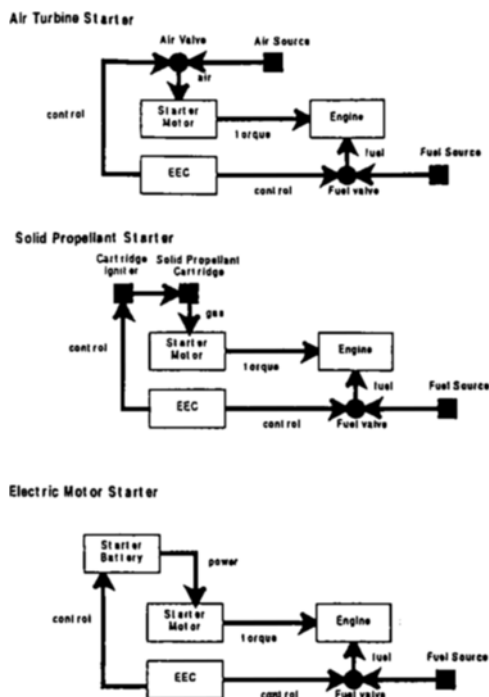 Air Turbine Starter
Air Valve
Air Source
air
control
Starter
Motor
torque
Engine
fuel
Fuel Source
EEC
control
Fuel valve
Solid Propellant Starter
Cartridge
Igniter
Solid Propellant
Cartridge
gas
control
Starter
Motor
torque
Engine
fuel
Fuel Source
EEC
control
Fuel valve
Electric Motor Starter
Starter
Battery
power
control
Starter
Motor
torque
Engine
fuel
Fuel Source
EEC
control
Fuel valve